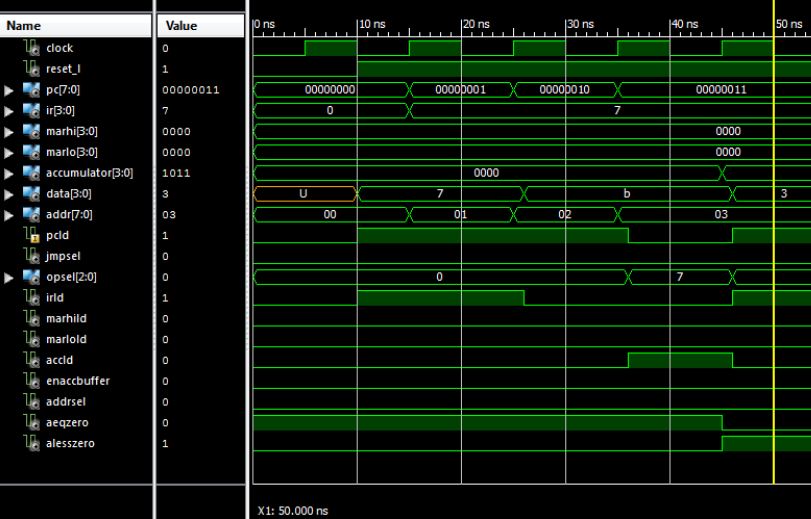 Name Value 0 ns 10 ns 20 ns 30 ns 40 ns 50 ns
clock 0
reset_l 1
pc[7:0] 00000011 00000000 00000001 00000010 00000011
ir[3:0] 7 0 7
marhi[3:0] 0000 0000
marlo[3:0] 0000 0000
accumulator[3:0] 1011 0000
data[3:0] 3 U 7 b 3
addr[7:0] 03 00 01 02 03
pcld 1
jmpsel 0
opsel[2:0] 0 0 7
irld 1
marhild 0
marlold 0
accld 0
enaccbuffer 0
addrsel 0
aeqzero 0
alesszero 1
X1: 50.000 ns